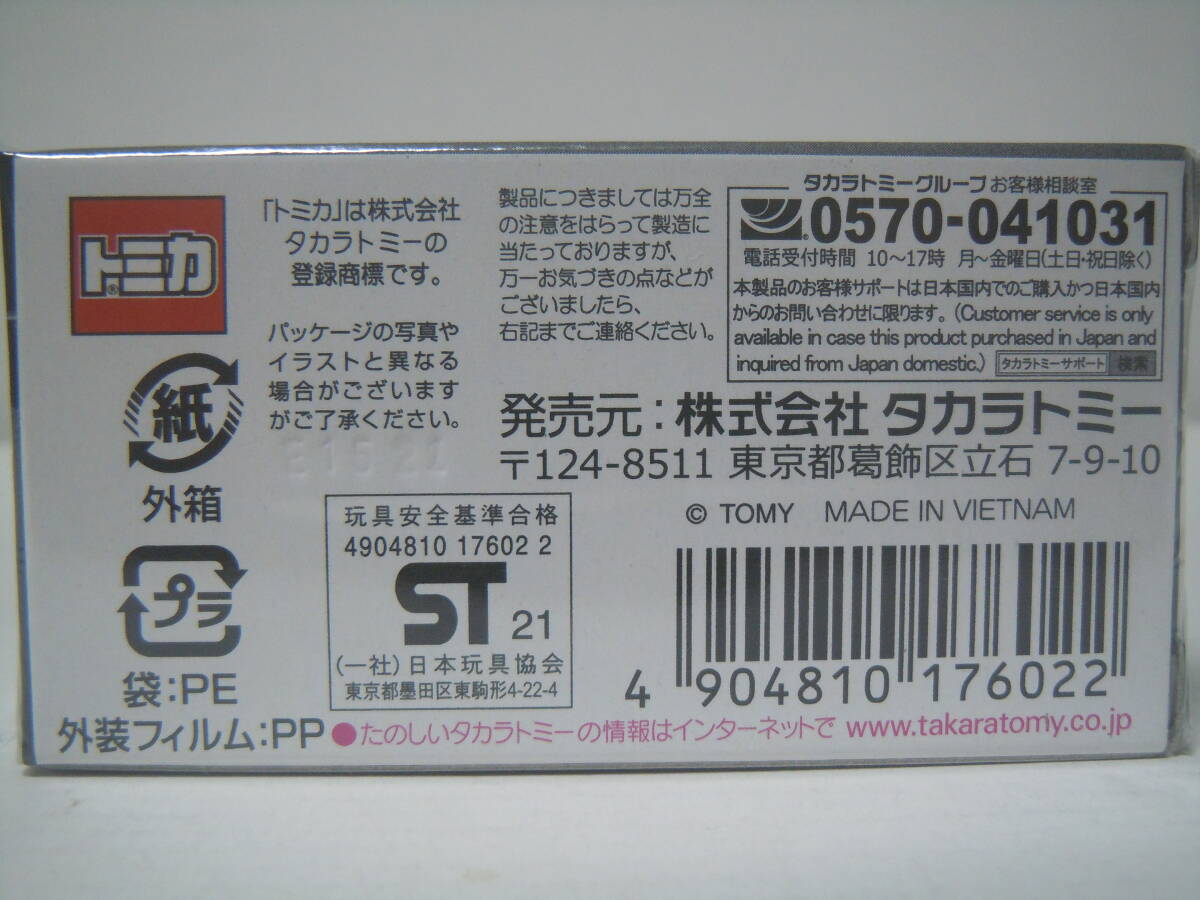 トミカ®
「トミカ」は株式会社
タカラトミーの
登録商標です。
パッケージの写真や
イラストと異なる
場合がございます
がご了承ください。
紙
外箱
プラ
袋:PE
外装フィルム:PP
製品につきましては万全
の注意をはらって製造に
当たっておりますが、
万一お気づきの点などが
ございましたら、
右記までご連絡ください。
タカラトミーグループお客様相談室
0570-041031
電話受付時間 10～17時 月～金曜日(土日・祝日除く)
本製品のお客様サポートは日本国内でのご購入かつ日本国内
からのお問い合わせに限ります。(Customer service is only
available in case this product purchased in Japan and
inquired from Japan domestic.) タカラトミーサポート 検索
発売元:株式会社 タカラトミー
〒124-8511 東京都葛飾区立石 7-9-10
© TOMY MADE IN VIETNAM
E1521
玩具安全基準合格
4904810 17602 2
ST 21
(一社)日本玩具協会
東京都墨田区東駒形4-22-4
4 904810 176022
●たのしいタカラトミーの情報はインターネットで www.takaratomy.co.jp